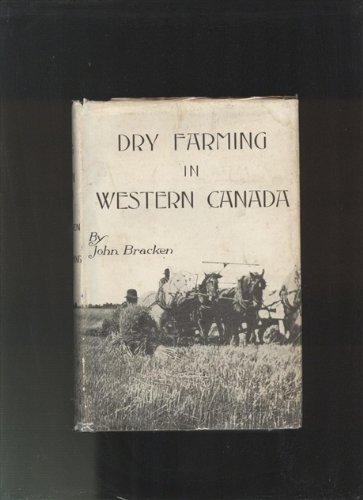 DRY FARMING
IN
WESTERN CANADA
By
John Bracken